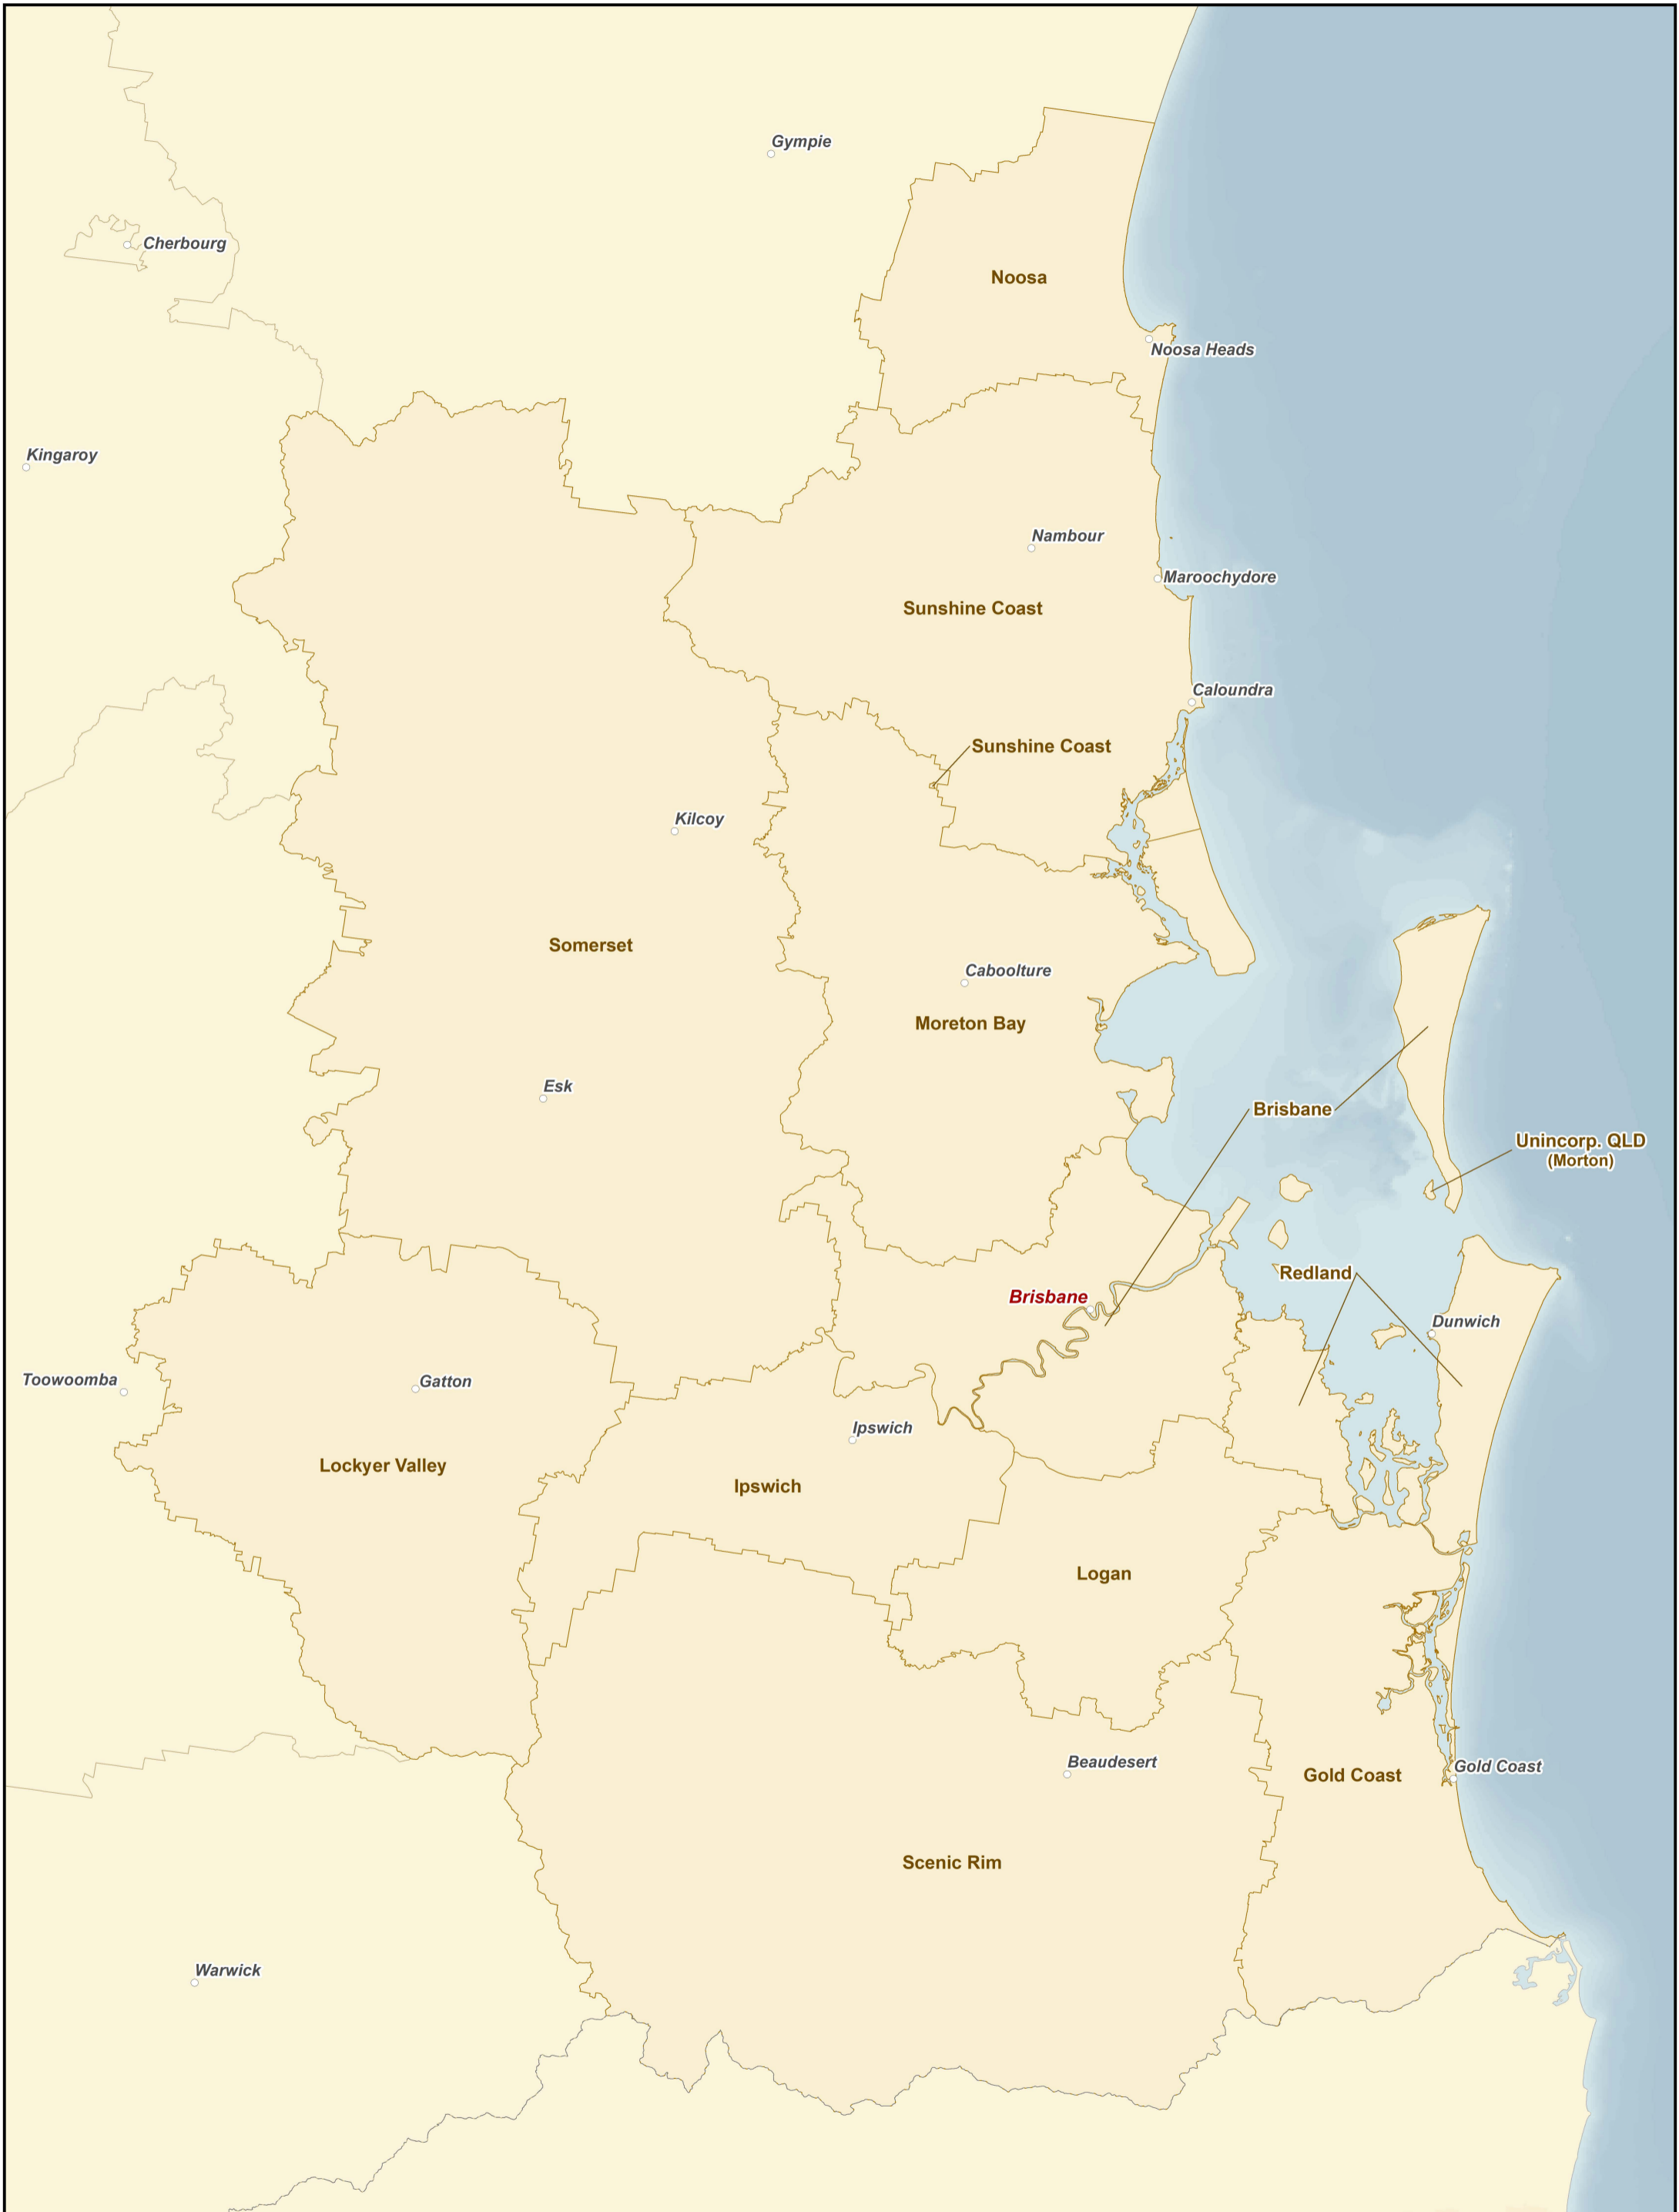 Gympie
Cherbourg
Noosa
Noosa Heads
Kingaroy
Nambour
Maroochydore
Sunshine Coast
Caloundra
Sunshine Coast
Kilcoy
Somerset
Caboolture
Moreton Bay
Esk
Brisbane
Unincorp. QLD
(Morton)
Redland
Brisbane
Dunwich
Toowoomba
Gatton
Ipswich
Lockyer Valley
Ipswich
Logan
Beaudesert
Gold Coast
Gold Coast
Scenic Rim
Warwick